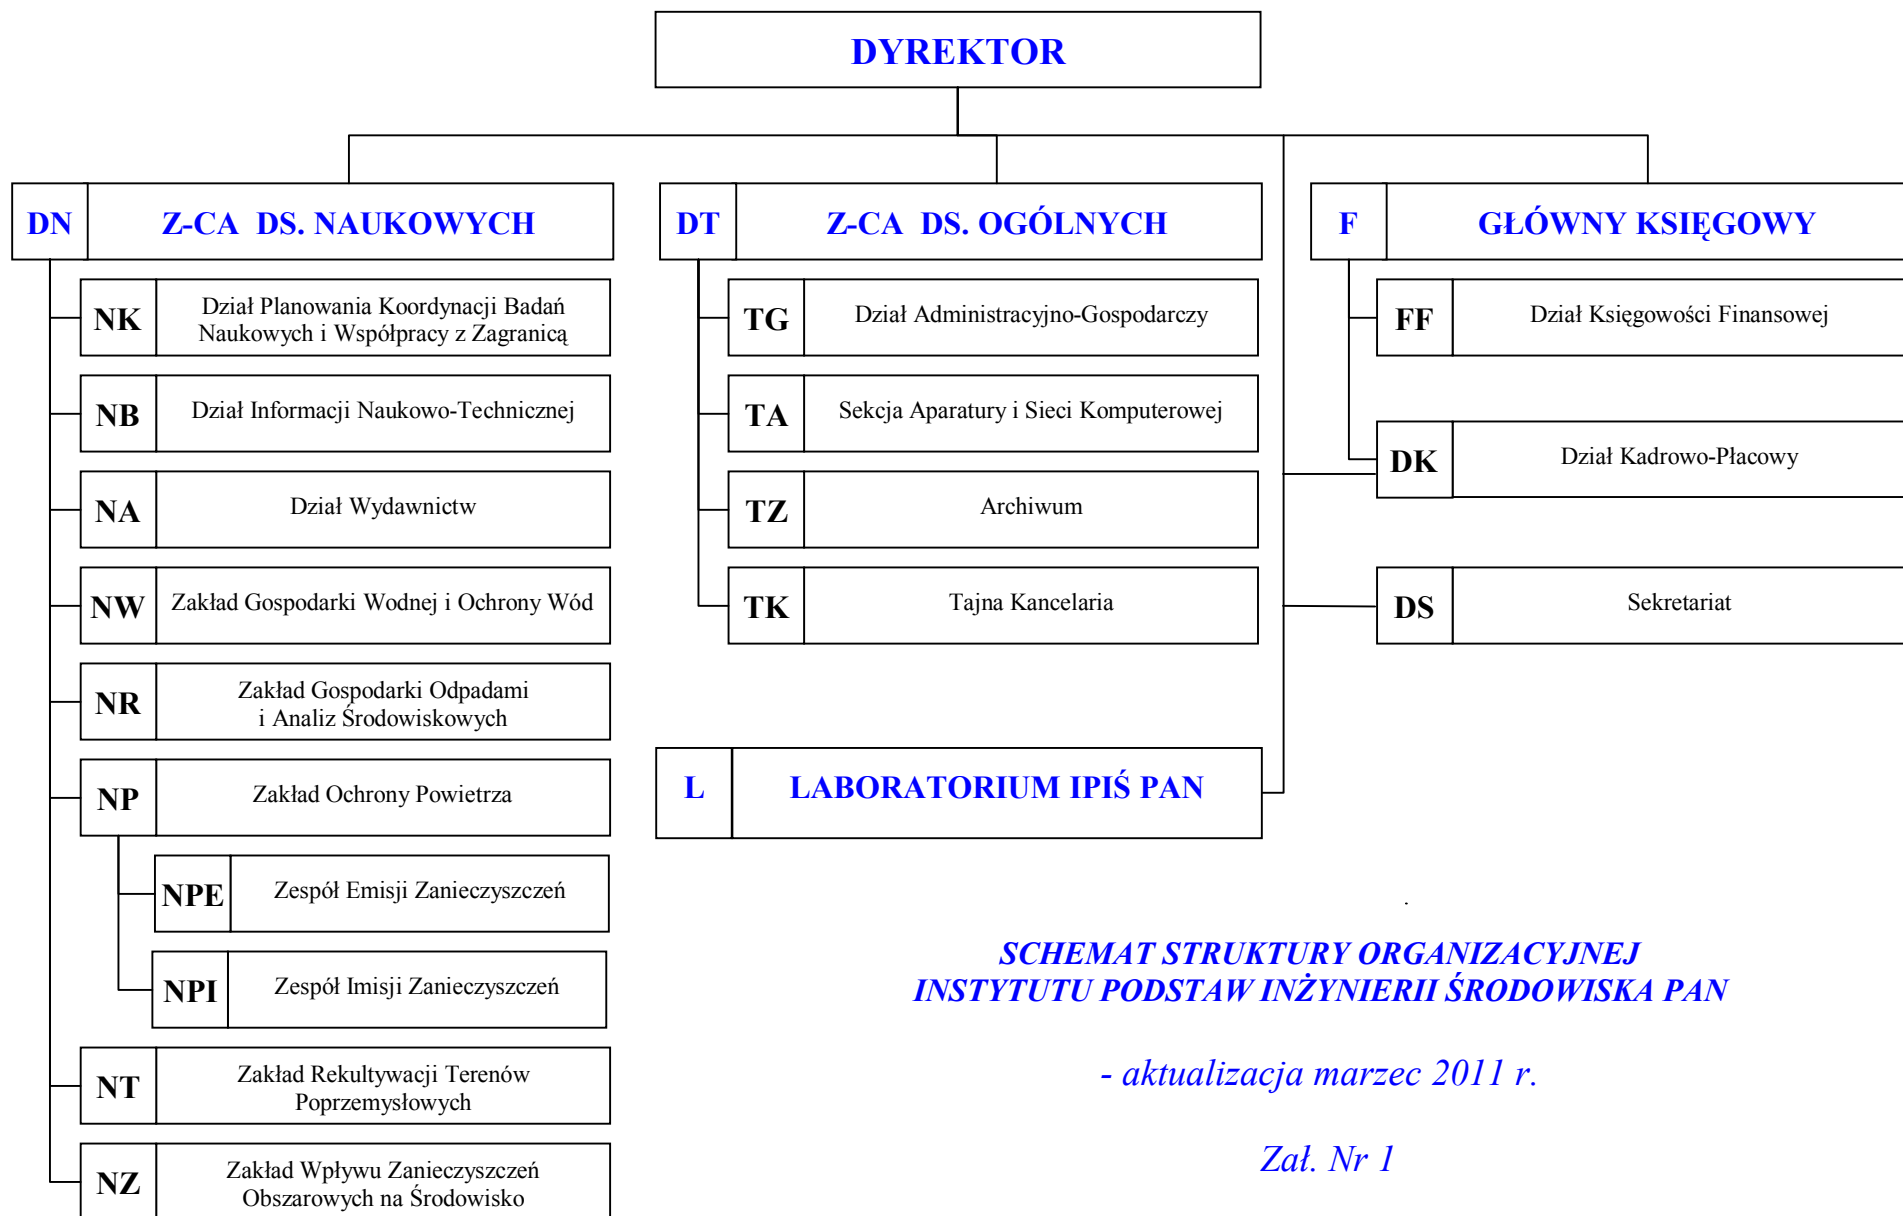 DYREKTOR
DN Z-CA DS. NAUKOWYCH
NK Dział Planowania Koordynacji Badań
Naukowych i Współpracy z Zagranicą
NB Dział Informacji Naukowo-Technicznej
NA Dział Wydawnictw
NW Zakład Gospodarki Wodnej i Ochrony Wód
NR Zakład Gospodarki Odpadami
i Analiz Środowiskowych
NP Zakład Ochrony Powietrza
NPE Zespół Emisji Zanieczyszczeń
NPI Zespół Imisji Zanieczyszczeń
NT Zakład Rekultywacji Terenów
Poprzemysłowych
NZ Zakład Wpływu Zanieczyszczeń
Obszarowych na Środowisko
DT Z-CA DS. OGÓLNYCH
TG Dział Administracyjno-Gospodarczy
TA Sekcja Aparatury i Sieci Komputerowej
TZ Archiwum
TK Tajna Kancelaria
F GŁÓWNY KSIĘGOWY
FF Dział Księgowości Finansowej
DK Dział Kadrowo-Płacowy
DS Sekretariat
L LABORATORIUM IPIŚ PAN
.
SCHEMAT STRUKTURY ORGANIZACYJNEJ
INSTYTUTU PODSTAW INŻYNIERII ŚRODOWISKA PAN
- aktualizacja marzec 2011 r.
Zał. Nr 1